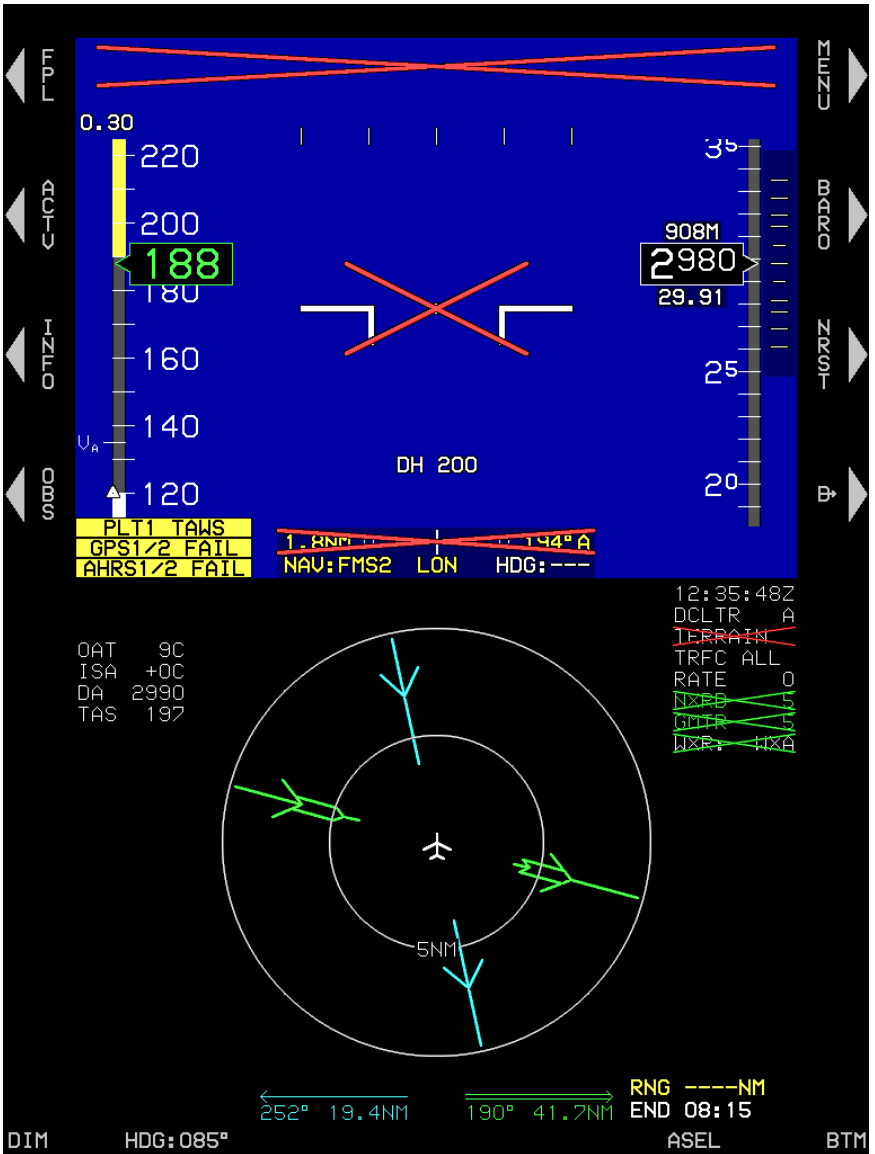 FPL
MENU
0.30
220
35
ACTV
BARO
200
908M
188
2980
180
29.91
INFO
NRST
160
25
140
VA
DH 200
OBS
120
20
PLT1 TAWS
GPS1/2 FAIL
AHRS1/2 FAIL
1.8NM 194°A
NAV:FMS2 LON HDG:---
12:35:48Z
DCLTR A
TERRAIN
TRFC ALL
RATE 0
NXRD 5
GMTR 5
WXR: WXA
OAT 9C
ISA +0C
DA 2990
TAS 197
5NM
RNG ----NM
252° 19.4NM
190° 41.7NM
END 08:15
DIM
HDG:085°
ASEL
BTM